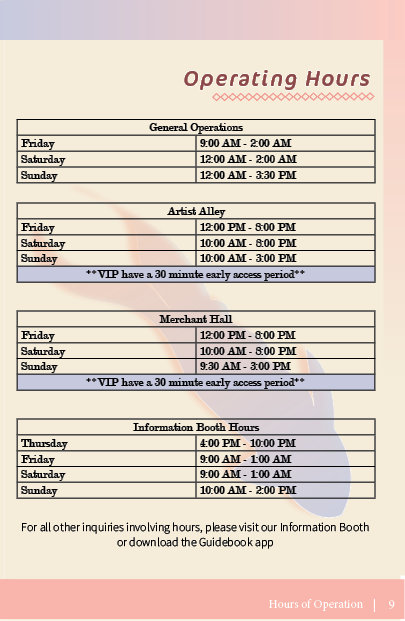 Operating Hours
General Operations
Friday 9:00 AM - 2:00 AM
Saturday 12:00 AM - 2:00 AM
Sunday 12:00 AM - 3:30 PM
Artist Alley
Friday 12:00 PM - 8:00 PM
Saturday 10:00 AM - 8:00 PM
Sunday 10:00 AM - 3:00 PM
**VIP have a 30 minute early access period**
Merchant Hall
Friday 12:00 PM - 8:00 PM
Saturday 10:00 AM - 8:00 PM
Sunday 9:30 AM - 3:00 PM
**VIP have a 30 minute early access period**
Information Booth Hours
Thursday 4:00 PM - 10:00 PM
Friday 9:00 AM - 1:00 AM
Saturday 9:00 AM - 1:00 AM
Sunday 10:00 AM - 2:00 PM
For all other inquiries involving hours, please visit our Information Booth
or download the Guidebook app
Hours of Operation | 9